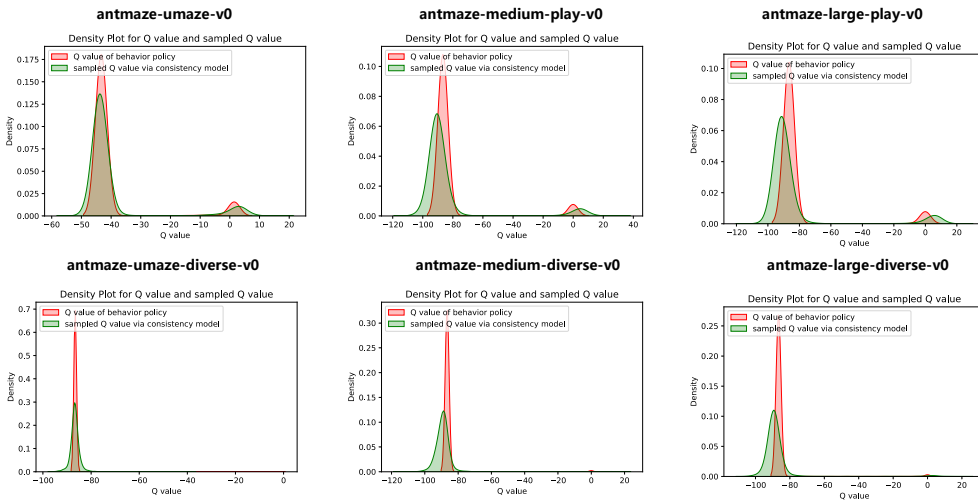 antmaze-umaze-v0
Density Plot for Q value and sampled Q value
Q value of behavior policy
sampled Q value via consistency model
0.175
0.150
0.125
0.100
0.075
0.050
0.025
0.000
Density
−60 −50 −40 −30 −20 −10 0 10 20
Q value
antmaze-medium-play-v0
Density Plot for Q value and sampled Q value
Q value of behavior policy
sampled Q value via consistency model
0.10
0.08
0.06
0.04
0.02
0.00
Density
−120 −100 −80 −60 −40 −20 0 20 40
Q value
antmaze-large-play-v0
Density Plot for Q value and sampled Q value
Q value of behavior policy
sampled Q value via consistency model
0.10
0.08
0.06
0.04
0.02
0.00
Density
−120 −100 −80 −60 −40 −20 0 20
Q value
antmaze-umaze-diverse-v0
Density Plot for Q value and sampled Q value
Q value of behavior policy
sampled Q value via consistency model
0.7
0.6
0.5
0.4
0.3
0.2
0.1
0.0
Density
−100 −80 −60 −40 −20 0
Q value
antmaze-medium-diverse-v0
Density Plot for Q value and sampled Q value
Q value of behavior policy
sampled Q value via consistency model
0.30
0.25
0.20
0.15
0.10
0.05
0.00
Density
−120 −100 −80 −60 −40 −20 0 20
Q value
antmaze-large-diverse-v0
Density Plot for Q value and sampled Q value
Q value of behavior policy
sampled Q value via consistency model
0.25
0.20
0.15
0.10
0.05
0.00
Density
−100 −80 −60 −40 −20 0 20
Q value